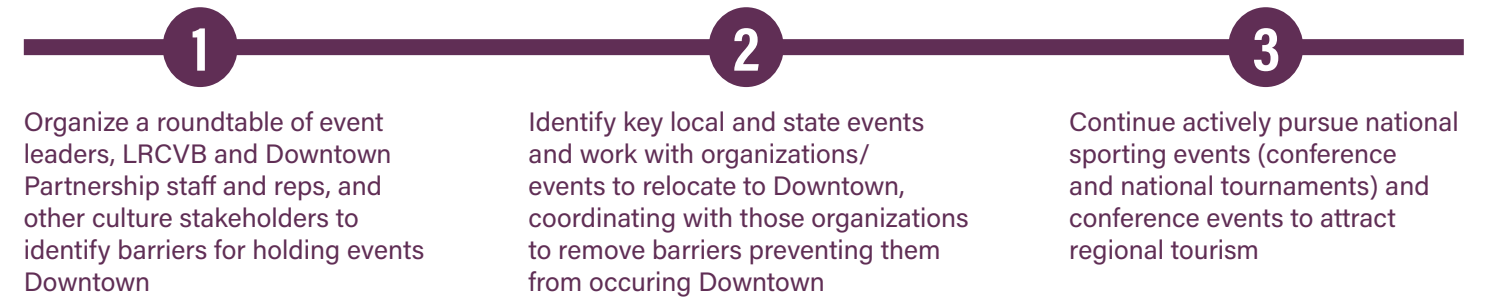 1
Organize a roundtable of event
leaders, LRCVB and Downtown
Partnership staff and reps, and
other culture stakeholders to
identify barriers for holding events
Downtown
2
Identify key local and state events
and work with organizations/
events to relocate to Downtown,
coordinating with those organizations
to remove barriers preventing them
from occuring Downtown
3
Continue actively pursue national
sporting events (conference
and national tournaments) and
conference events to attract
regional tourism